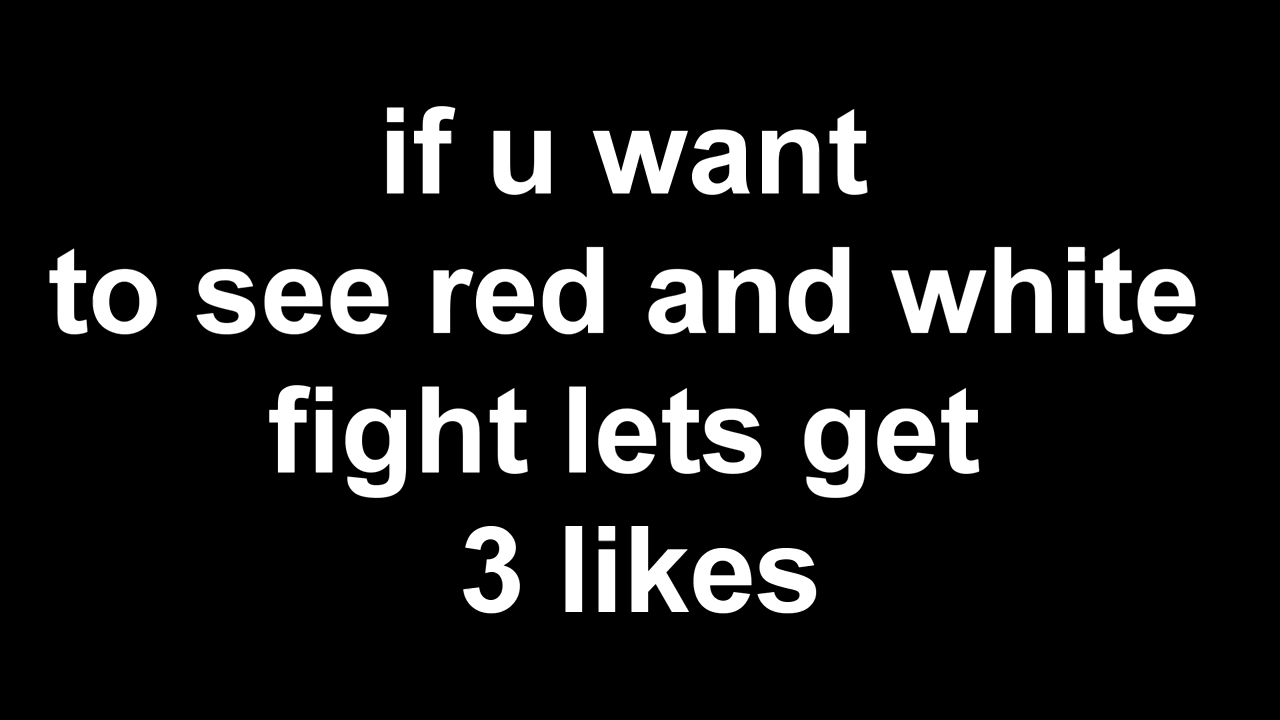 if u want
to see red and white
fight lets get
3 likes